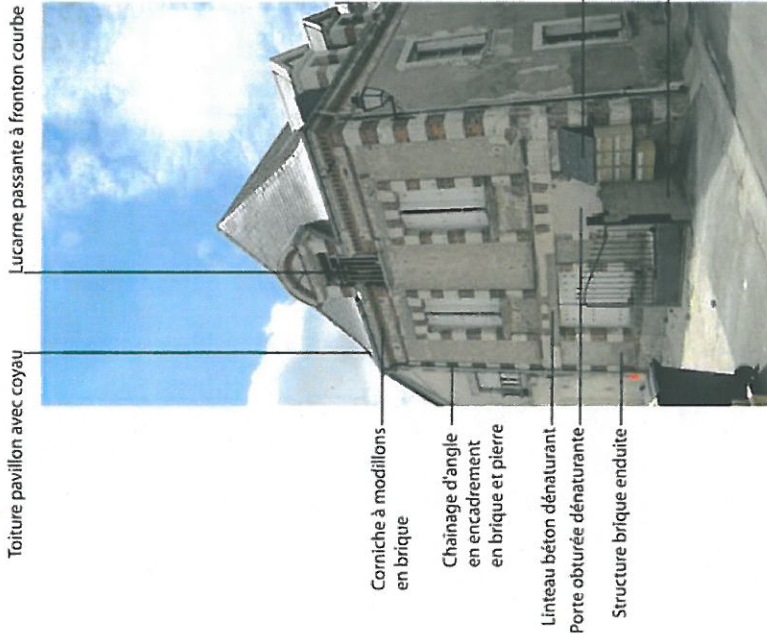 Toiture pavillon avec coyau
Lucarne passante à fronton courbe
Corniche à modillons
en brique
Chaînage d'angle
en encadrement
en brique et pierre
Linteau béton dénaturant
Porte obturée dénaturante
Structure brique enduite